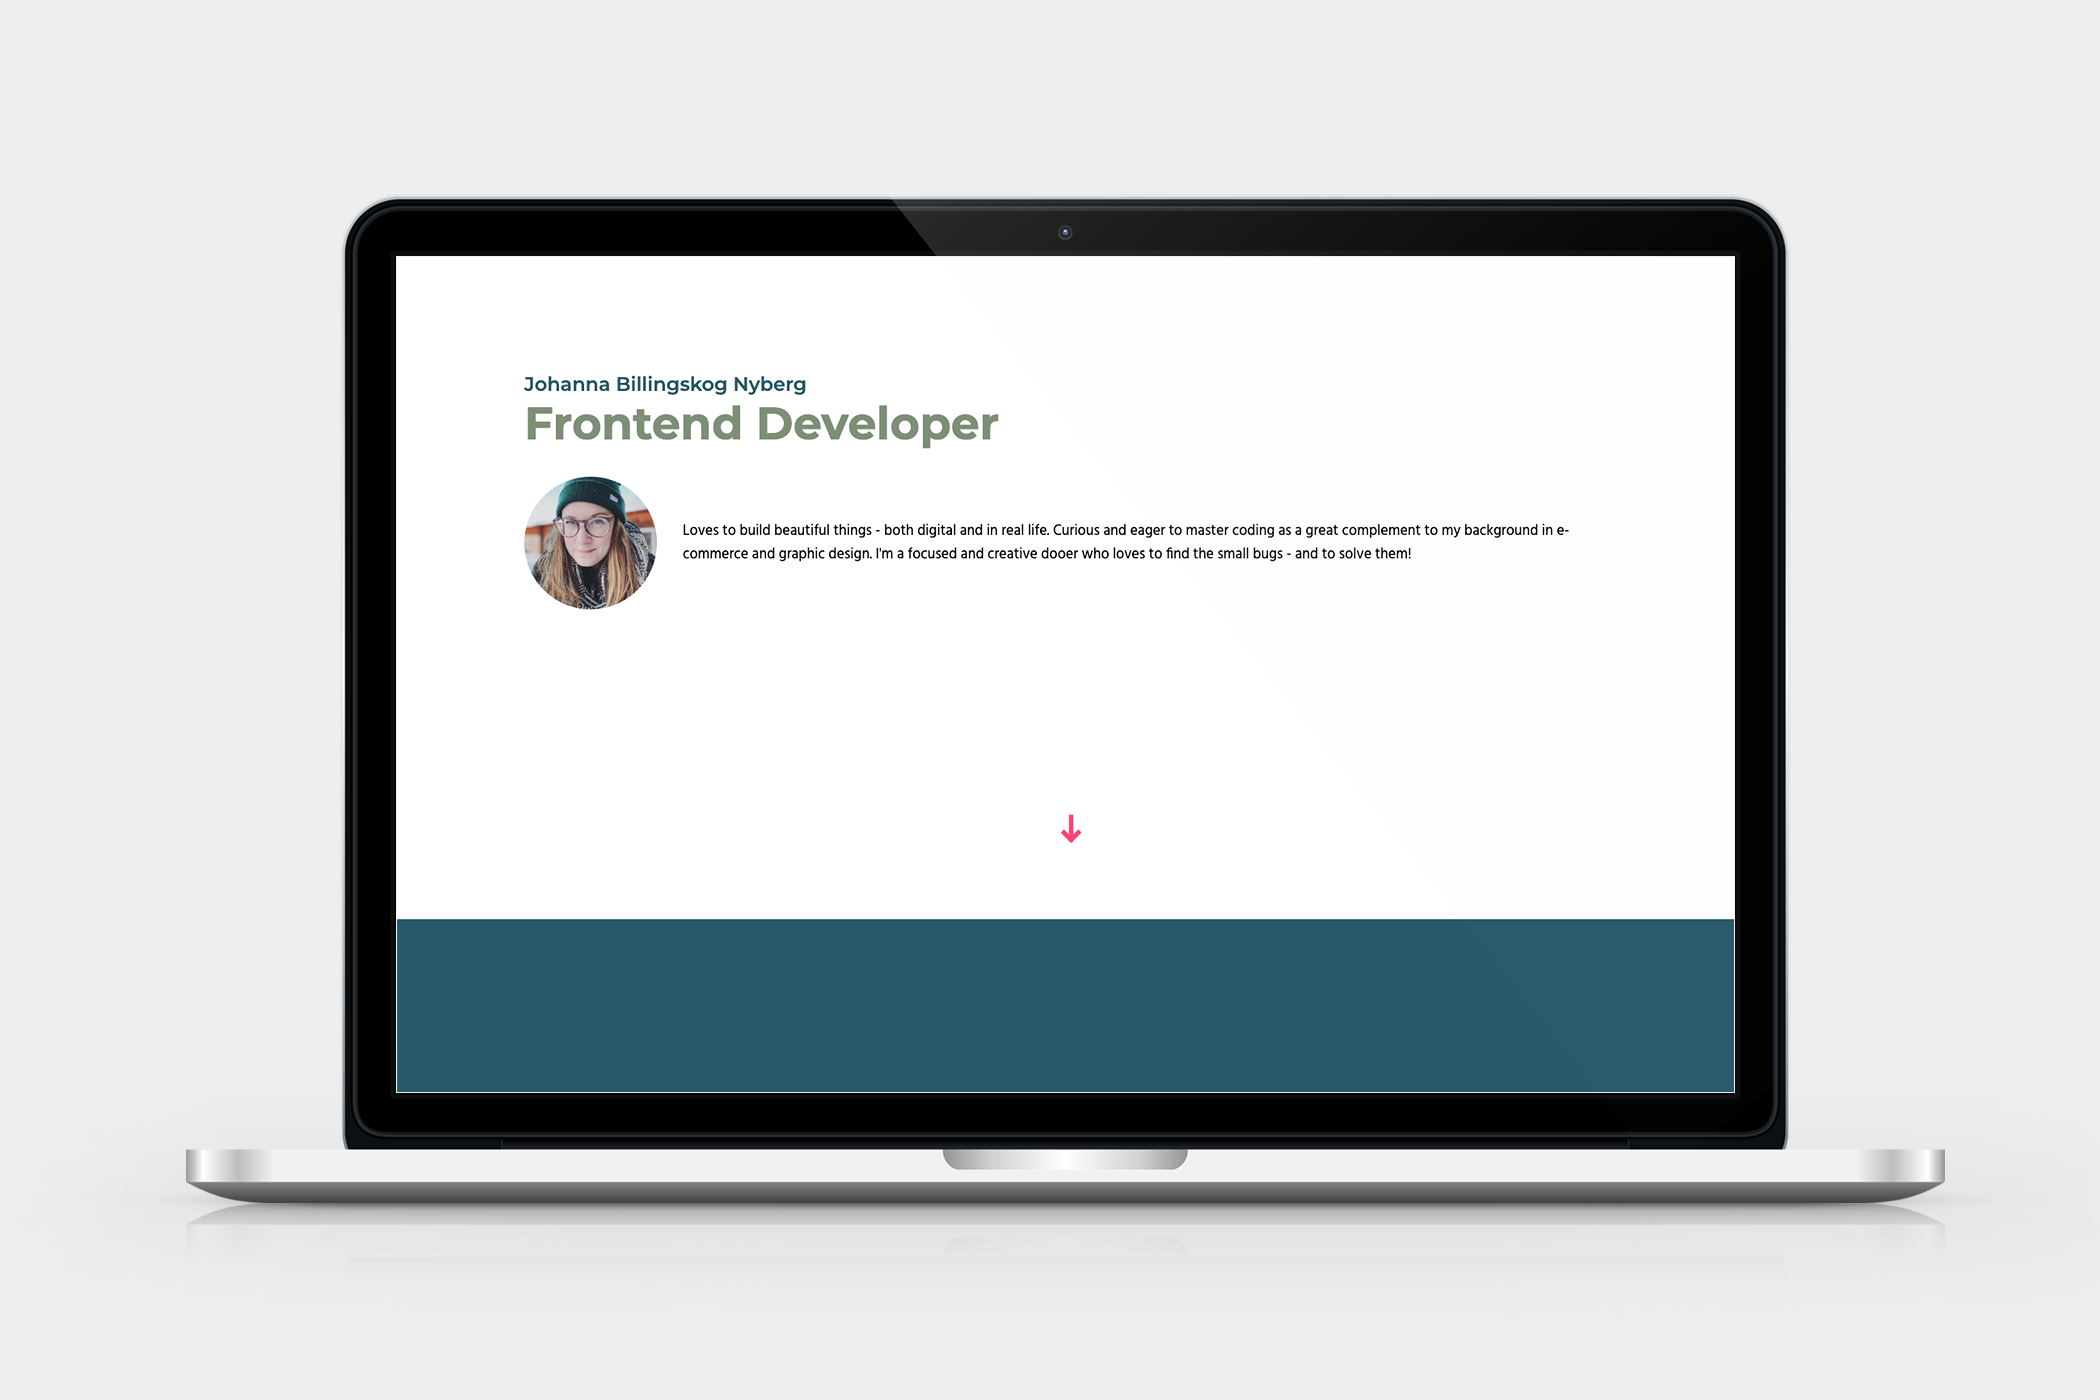 Johanna Billingskog Nyberg
Frontend Developer
Loves to build beautiful things - both digital and in real life. Curious and eager to master coding as a great complement to my background in e-
commerce and graphic design. I'm a focused and creative dooer who loves to find the small bugs - and to solve them!